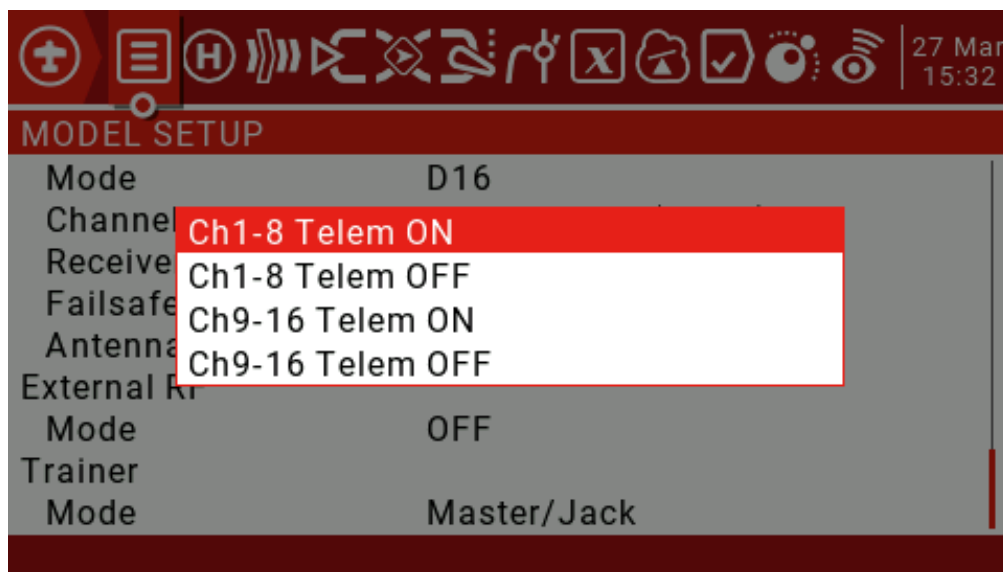 27 Mar
15:32
MODEL SETUP
Mode D16
Channel
Receive
Failsafe
Antenna
Ch1-8 Telem ON
Ch1-8 Telem OFF
Ch9-16 Telem ON
Ch9-16 Telem OFF
External RF
Mode OFF
Trainer
Mode Master/Jack